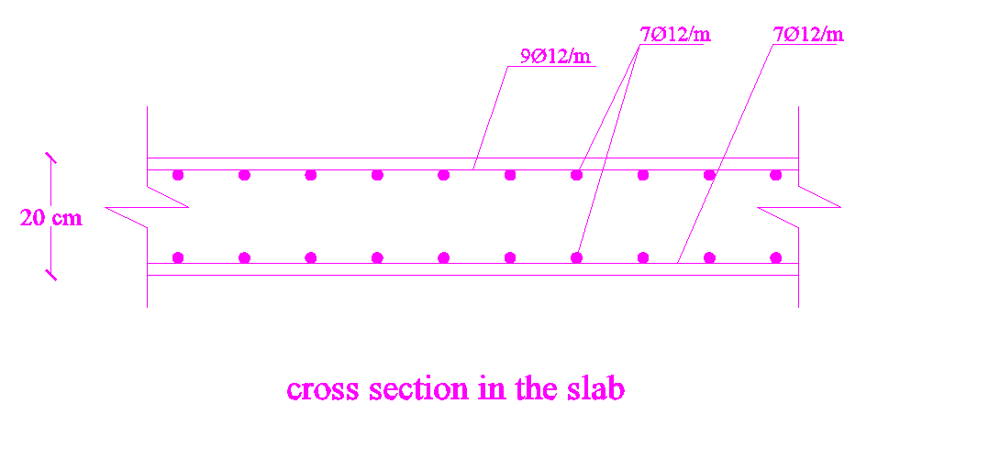 7Ø12/m
7Ø12/m
9Ø12/m
20 cm
cross section in the slab